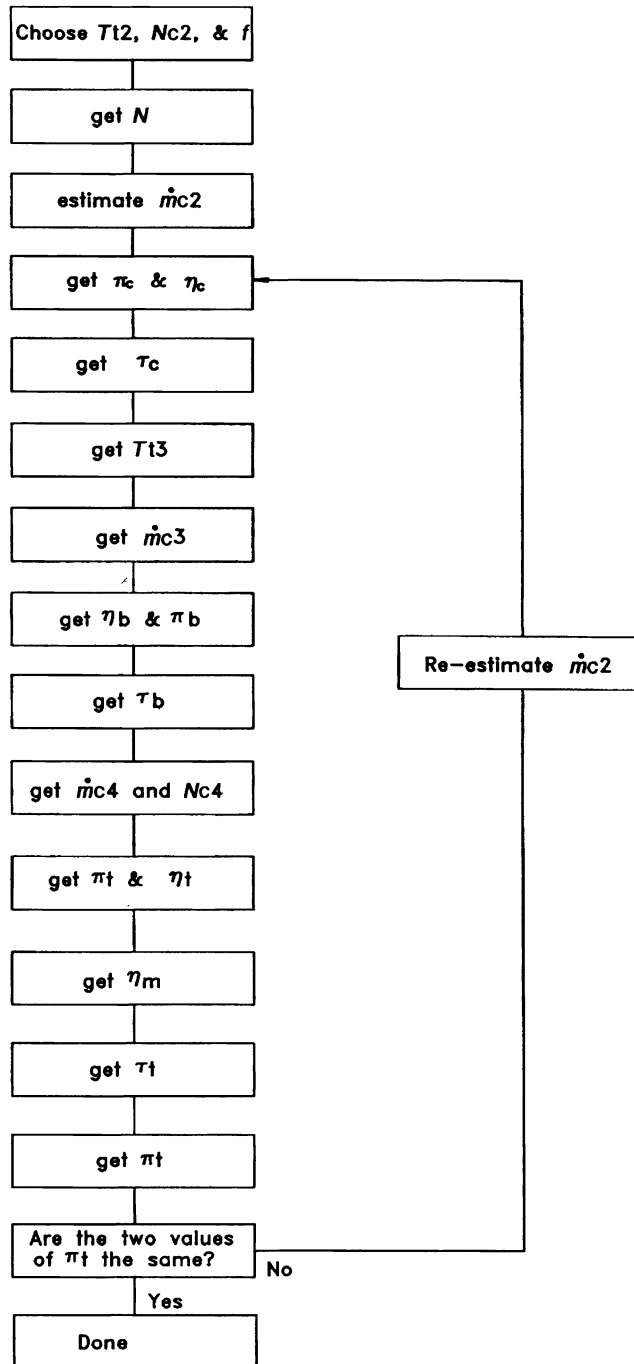 Choose Tt2, Nc2, & f
get N
estimate ṁc2
get πc & ηc
get τc
get Tt3
get ṁc3
get ηb & πb
get τb
Re-estimate ṁc2
get ṁc4 and Nc4
get πt & ηt
get ηm
get τt
get πt
Are the two values
of πt the same?
No
Yes
Done